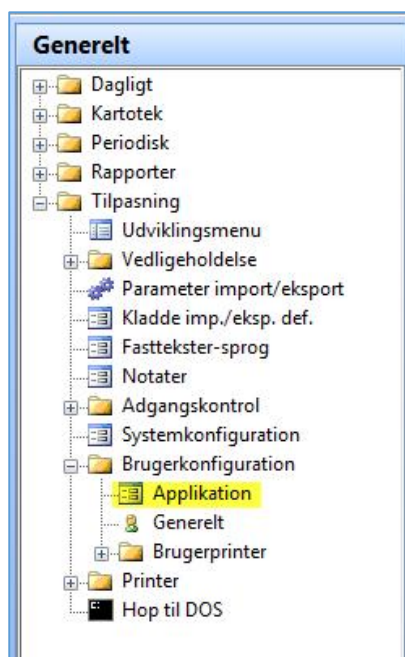 Generelt
Dagligt
Kartotek
Periodisk
Rapporter
Tilpasning
Udviklingsmenu
Vedligeholdelse
Parameter import/eksport
Kladde imp./eksp. def.
Fasttekster-sprog
Notater
Adgangskontrol
Systemkonfiguration
Brugerkonfiguration
Applikation
Generelt
Brugerprinter
Printer
Hop til DOS